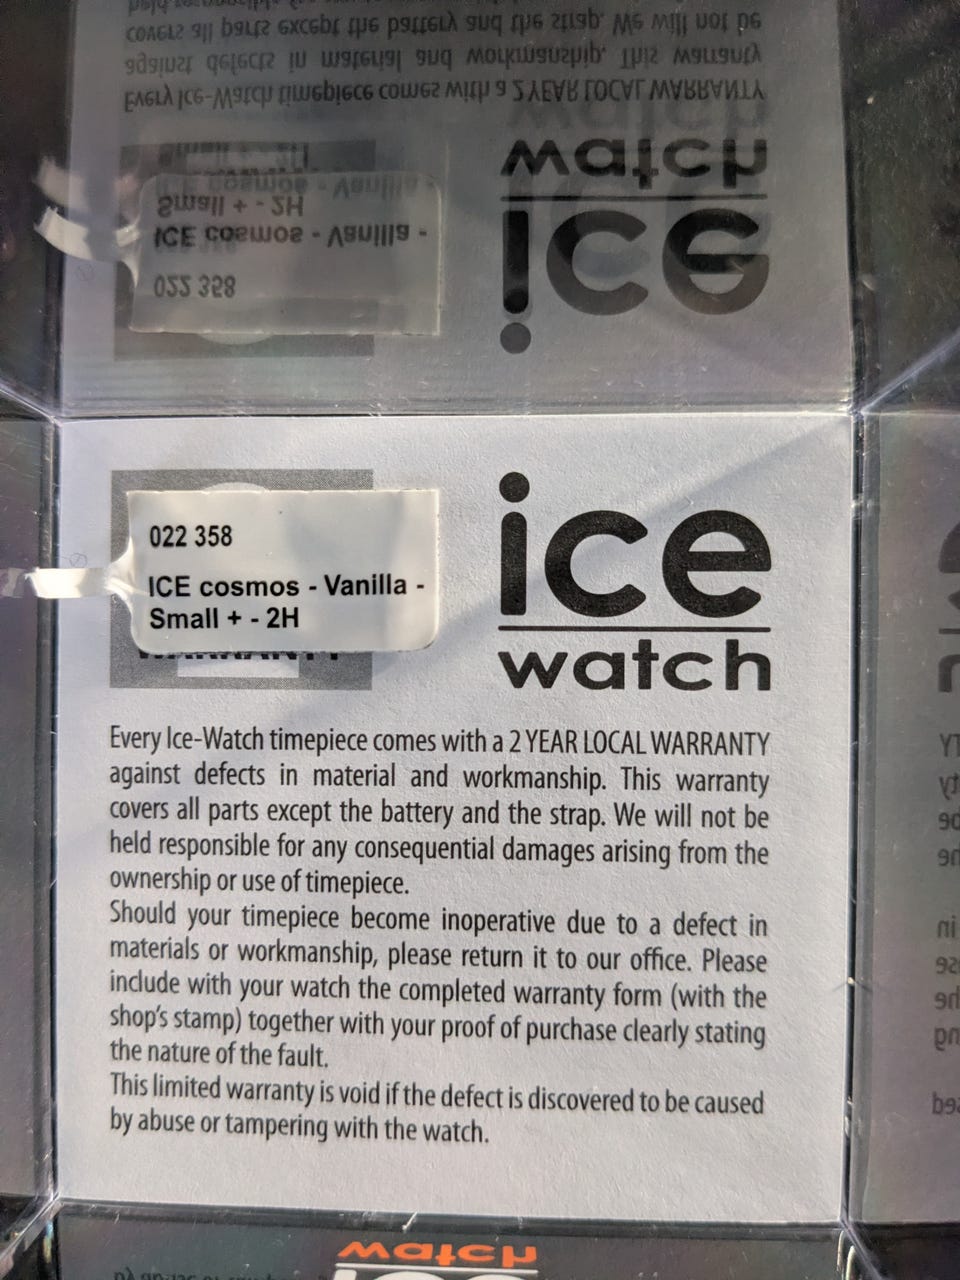 022 358
ICE cosmos - Vanilla -
Small + - 2H
WARRANTY
ice
watch
Every Ice-Watch timepiece comes with a 2 YEAR LOCAL WARRANTY
against defects in material and workmanship. This warranty
covers all parts except the battery and the strap. We will not be
held responsible for any consequential damages arising from the
ownership or use of timepiece.
Should your timepiece become inoperative due to a defect in
materials or workmanship, please return it to our office. Please
include with your watch the completed warranty form (with the
shop's stamp) together with your proof of purchase clearly stating
the nature of the fault.
This limited warranty is void if the defect is discovered to be caused
by abuse or tampering with the watch.